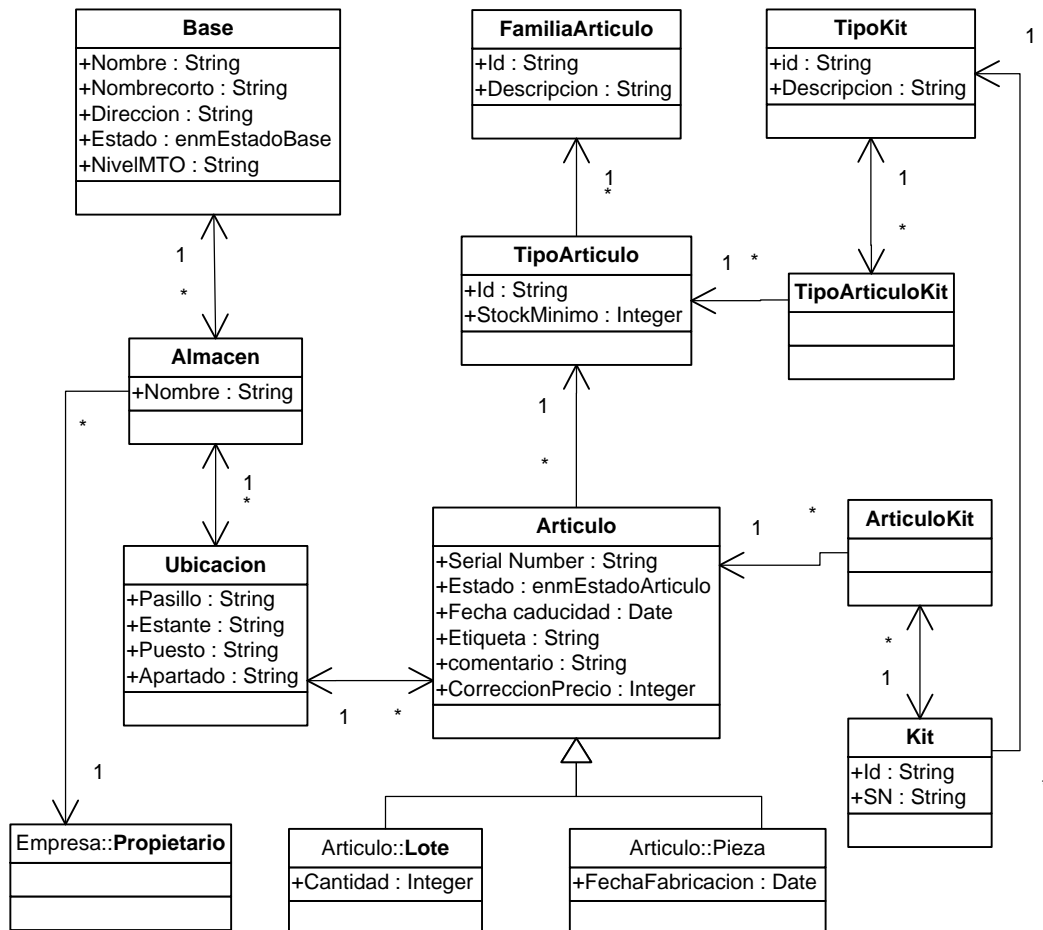 Base
+Nombre : String
+Nombrecorto : String
+Direccion : String
+Estado : enmEstadoBase
+NivelMTO : String
FamiliaArticulo
+Id : String
+Descripcion : String
TipoKit
+id : String
+Descripcion : String
1
1
*
1
*
1
*
TipoArticulo
+Id : String
+StockMinimo : Integer
1 *
TipoArticuloKit
Almacen
+Nombre : String
*
1
*
1
*
Ubicacion
+Pasillo : String
+Estante : String
+Puesto : String
+Apartado : String
Articulo
+Serial Number : String
+Estado : enmEstadoArticulo
+Fecha caducidad : Date
+Etiqueta : String
+comentario : String
+CorreccionPrecio : Integer
1
*
ArticuloKit
*
1
1
*
Kit
+Id : String
+SN : String
1
Empresa::Propietario
Articulo::Lote
+Cantidad : Integer
Articulo::Pieza
+FechaFabricacion : Date